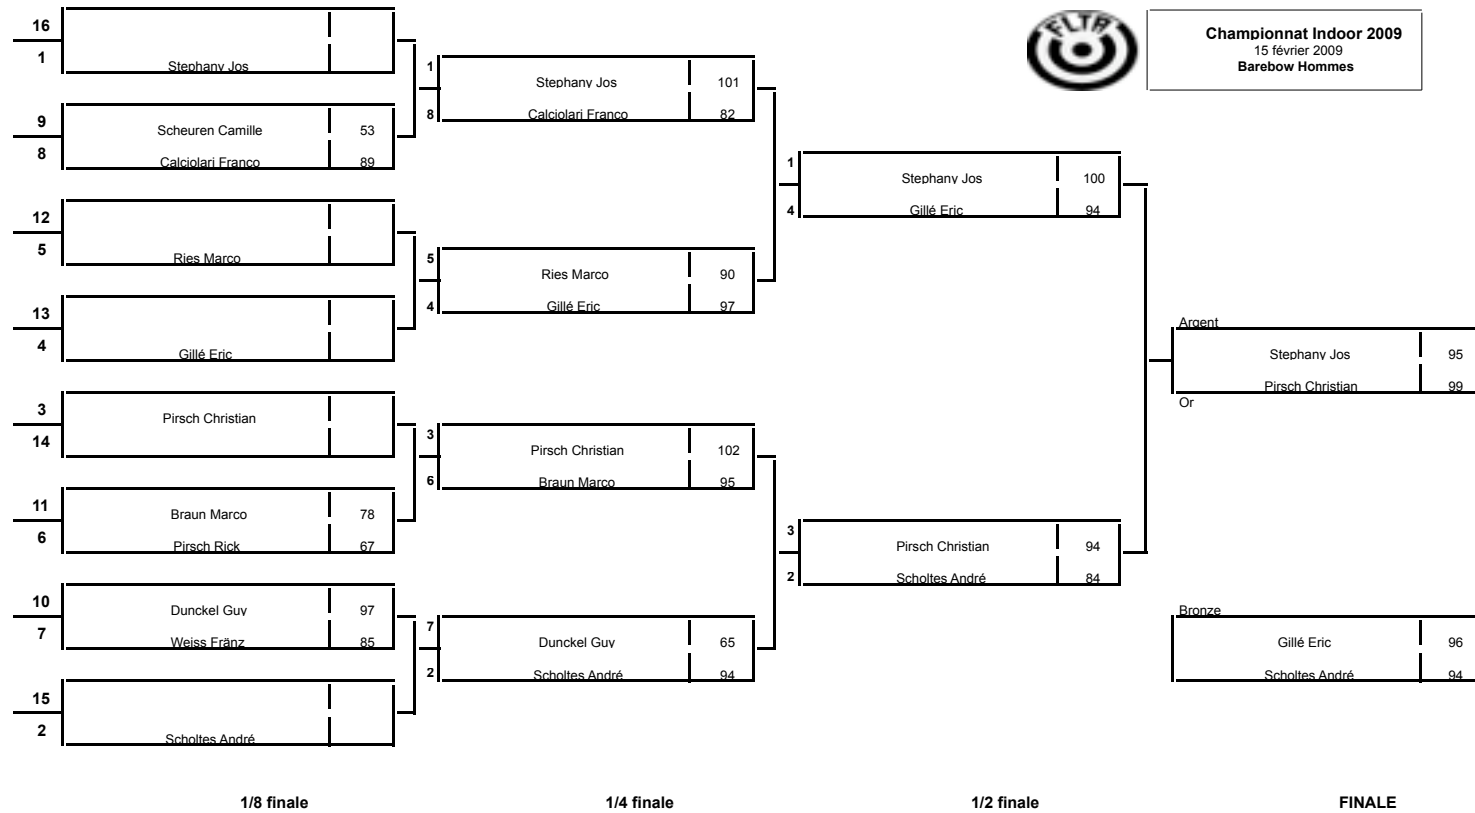 FLTA
Championnat Indoor 2009
15 février 2009
Barebow Hommes
16
1 Stephany Jos
9 Scheuren Camille 53
8 Calciolari Franco 89
12
5 Ries Marco
13
4 Gillé Eric
3 Pirsch Christian
14
11 Braun Marco 78
6 Pirsch Rick 67
10 Dunckel Guy 97
7 Weiss Fränz 85
15
2 Scholtes André
1 Stephany Jos 101
8 Calciolari Franco 82
5 Ries Marco 90
4 Gillé Eric 97
3 Pirsch Christian 102
6 Braun Marco 95
7 Dunckel Guy 65
2 Scholtes André 94
1 Stephany Jos 100
4 Gillé Eric 94
3 Pirsch Christian 94
2 Scholtes André 84
Argent
Stephany Jos 95
Pirsch Christian 99
Or
Bronze
Gillé Eric 96
Scholtes André 94
1/8 finale 1/4 finale 1/2 finale FINALE